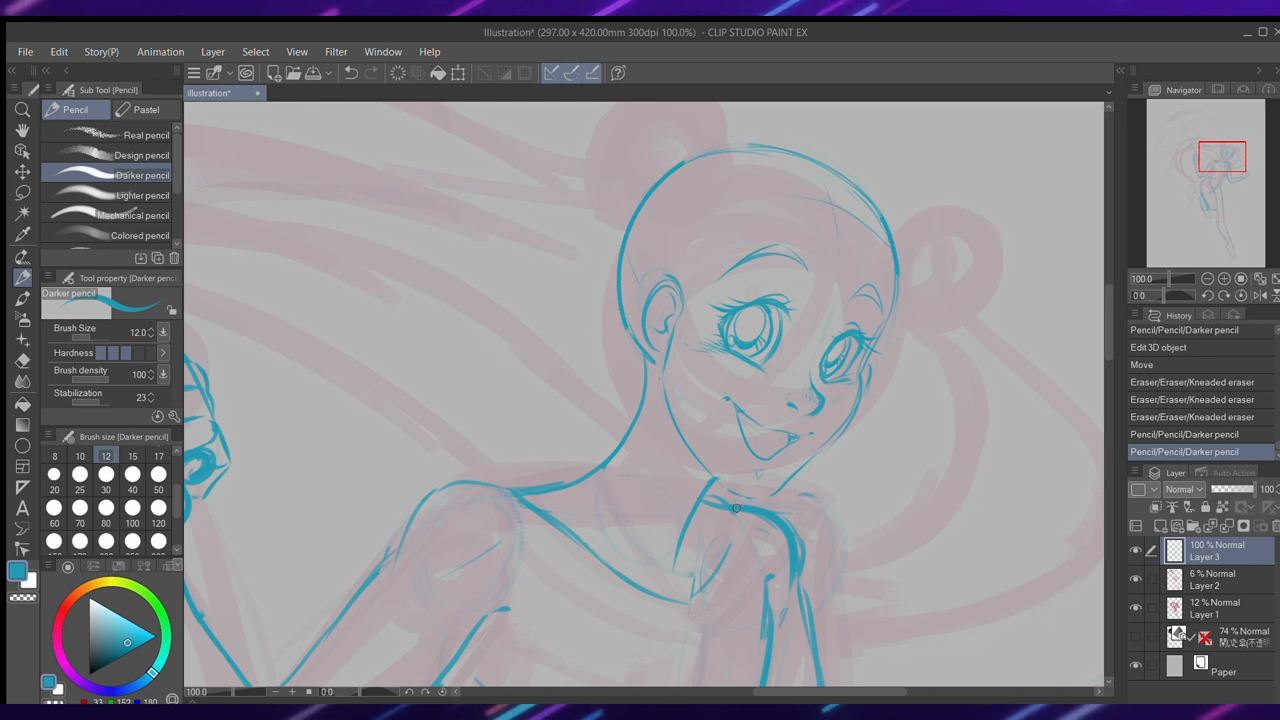 Illustration* (297.00 x 420.00mm 300dpi 100.0%) - CLIP STUDIO PAINT EX
File Edit Story(P) Animation Layer Select View Filter Window Help
Sub Tool [Pencil]
Illustration*
Navigator
Pencil Pastel
Real pencil
Design pencil
Darker pencil
Lighter pencil
Mechanical pencil
Colored pencil
Tool property [Darker pencil]
Darker pencil
Brush Size 12.0
Hardness
Brush density 100
Stabilization 23
Brush size [Darker pencil]
8 10 12 15 17
20 25 30 40 50
60 70 80 100 120
33 152 180
100.0 0 0
100.0
0 0
History
Pencil/Pencil/Darker pencil
Edit 3D object
Move
Eraser/Eraser/Kneaded eraser
Eraser/Eraser/Kneaded eraser
Eraser/Eraser/Kneaded eraser
Pencil/Pencil/Darker pencil
Pencil/Pencil/Darker pencil
Layer Auto Action
Normal 100
100 % Normal
Layer 3
6 % Normal
Layer 2
12 % Normal
Layer 1
74 % Normal
Paper